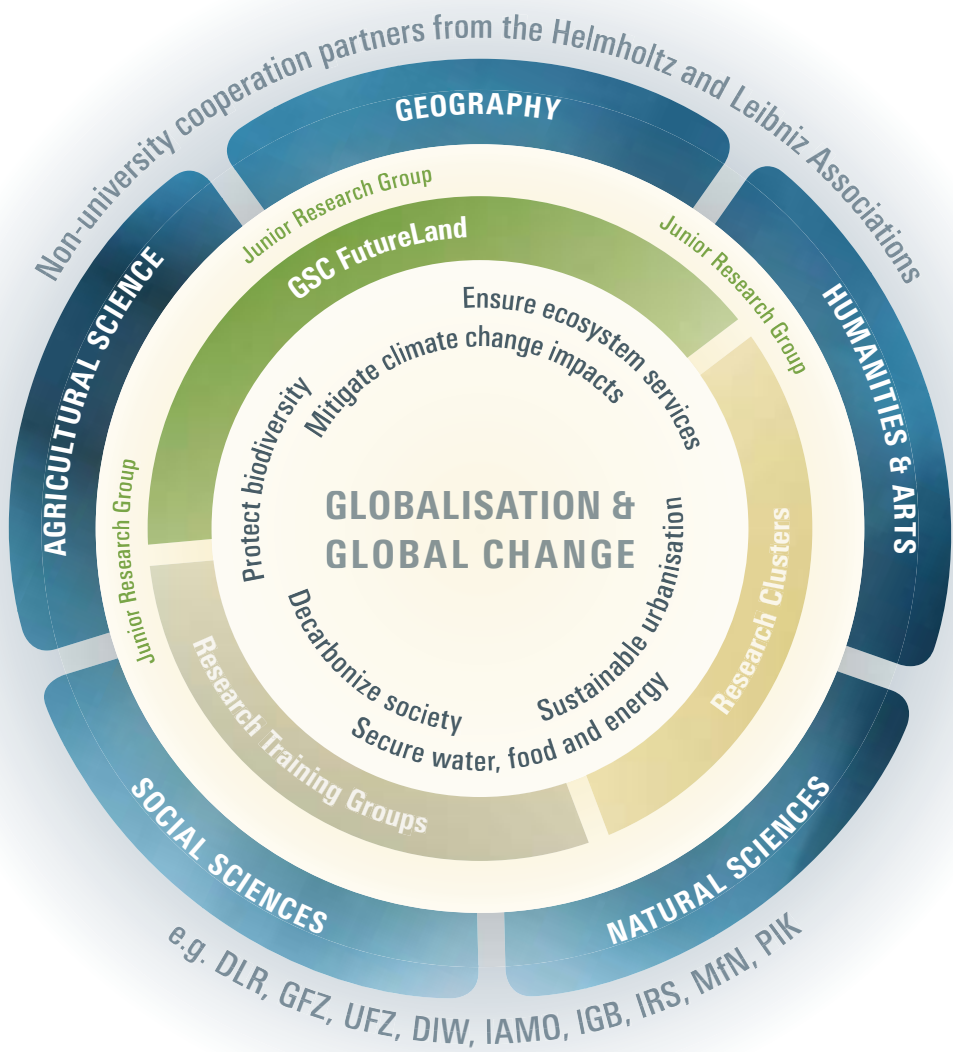 Non-university cooperation partners from the Helmholtz and Leibniz Associations
GEOGRAPHY
HUMANITIES & ARTS
NATURAL SCIENCES
SOCIAL SCIENCES
AGRICULTURAL SCIENCE
Junior Research Group
Junior Research Group
Junior Research Group
GSC FutureLand
Research Clusters
Research Training Groups
Ensure ecosystem services
Mitigate climate change impacts
Protect biodiversity
GLOBALISATION &
GLOBAL CHANGE
Sustainable urbanisation
Decarbonize society
Secure water, food and energy
e.g. DLR, GFZ, UFZ, DIW, IAMO, IGB, IRS, MfN, PIK